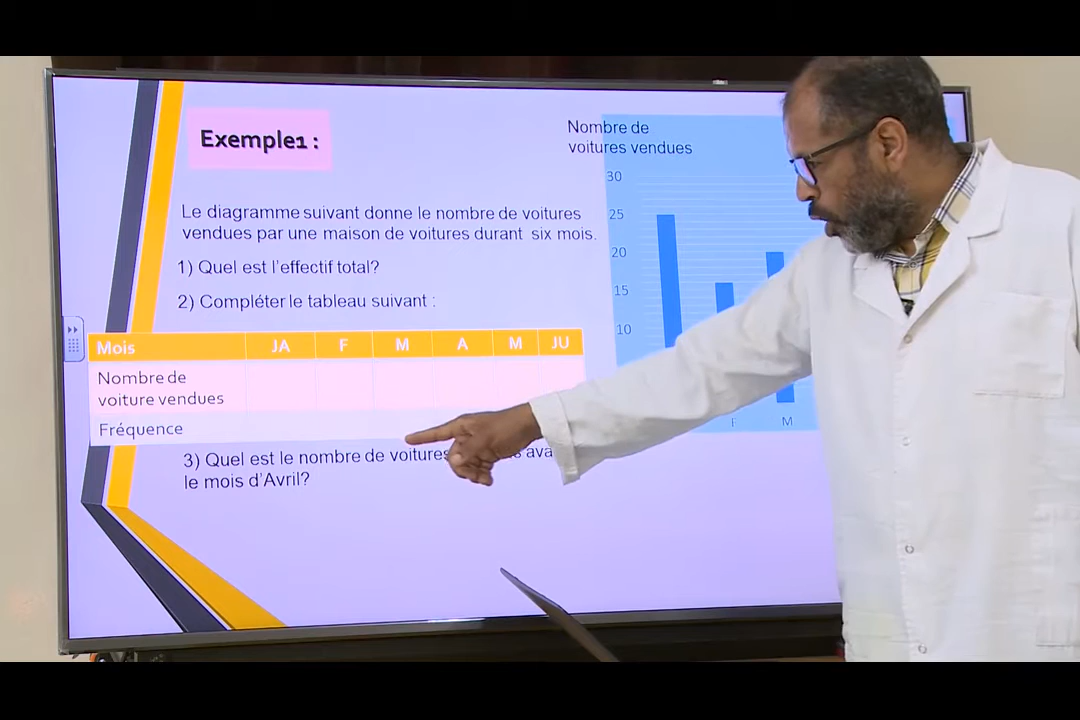 Exemple1 :
Le diagramme suivant donne le nombre de voitures
vendues par une maison de voitures durant six mois.
1) Quel est l'effectif total?
2) Compléter le tableau suivant :
Mois JA F M A M JU
Nombre de
voiture vendues
Fréquence
3) Quel est le nombre de voitures
le mois d'Avril?
Nombre de
voitures vendues
30
25
20
15
10
F M